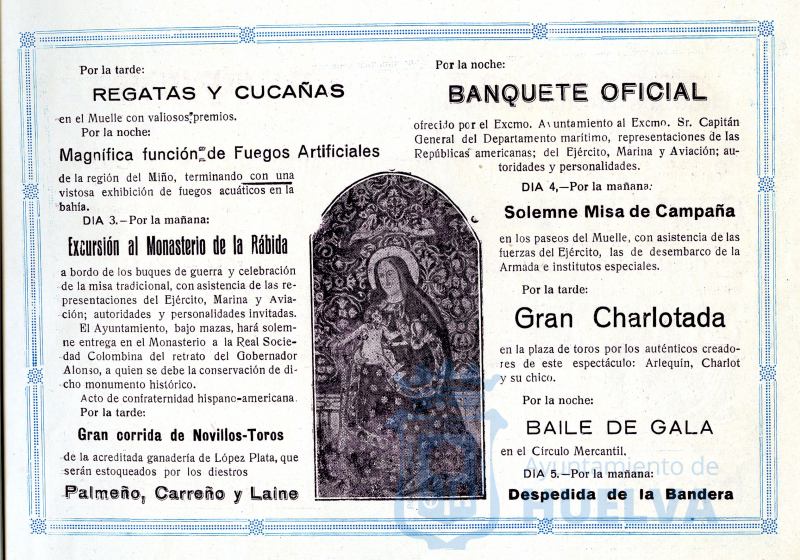 Por la tarde:
REGATAS Y CUCAÑAS
en el Muelle con valiosos premios.
Por la noche:
Magnífica función de Fuegos Artificiales
de la región del Miño, terminando con una
vistosa exhibición de fuegos acuáticos en la
bahía.
DIA 3.—Por la mañana:
Excursión al Monasterio de la Rábida
a bordo de los buques de guerra y celebración
de la misa tradicional, con asistencia de las re-
presentaciones del Ejército, Marina y Avia-
ción; autoridades y personalidades invitadas.
El Ayuntamiento, bajo mazas, hará solem-
ne entrega en el Monasterio a la Real Socie-
dad Colombina del retrato del Gobernador
Alonso, a quien se debe la conservación de di-
cho monumento histórico.
Acto de confraternidad hispano-americana.
Por la tarde:
Gran corrida de Novillos-Toros
de la acreditada ganadería de López Plata, que
serán estoqueados por los diestros
Palmeño, Carreño y Laine
Por la noche:
BANQUETE OFICIAL
ofrecido por el Excmo. Ayuntamiento al Excmo. Sr. Capitán
General del Departamento marítimo, representaciones de las
Repúblicas americanas; del Ejército, Marina y Aviación; au-
toridades y personalidades.
DIA 4,—Por la mañana:
Solemne Misa de Campaña
en los paseos del Muelle, con asistencia de las
fuerzas del Ejército, las de desembarco de la
Armada e institutos especiales.
Por la tarde:
Gran Charlotada
en la plaza de toros por los auténticos creado-
res de este espectáculo: Arlequín, Charlot
y su chico.
Por la noche:
BAILE DE GALA
en el Círculo Mercantil.
DIA 5.—Por la mañana:
Despedida de la Bandera
Ayuntamiento de
HUELVA